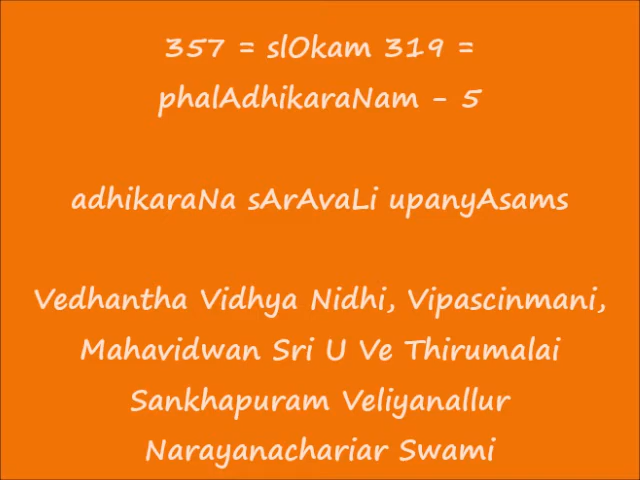 357 = slOkam 319 =
phalAdhikaraNam - 5
adhikaraNa sArAvaLi upanyAsams
Vedhantha Vidhya Nidhi, Vipascinmani,
Mahavidwan Sri U Ve Thirumalai
Sankhapuram Veliyanallur
Narayanachariar Swami